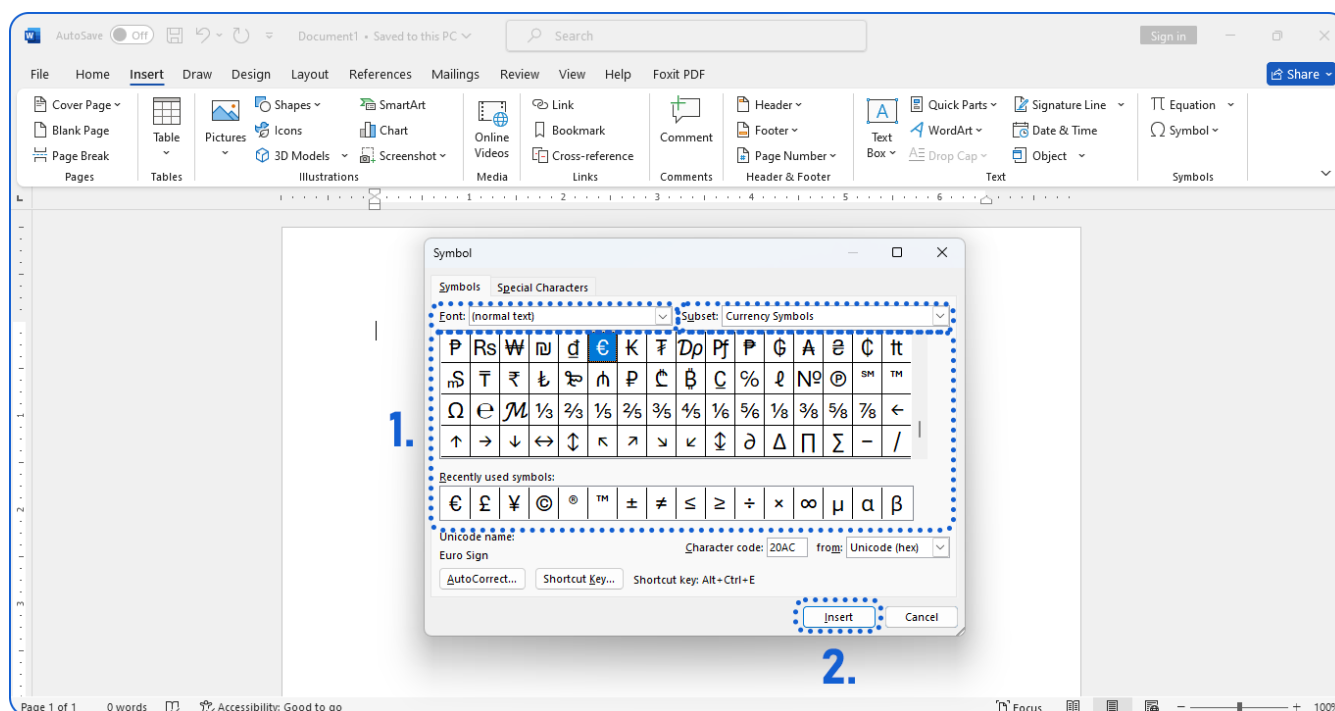 AutoSave Off Document1 • Saved to this PC Search Sign in
File Home Insert Draw Design Layout References Mailings Review View Help Foxit PDF Share
Cover Page Shapes SmartArt Link Header Quick Parts Signature Line Equation
Blank Page Icons Chart Bookmark Footer WordArt Date & Time Symbol
Page Break Table Pictures 3D Models Screenshot Online Videos Cross-reference Comment Page Number Text Box Drop Cap Object
Pages Tables Illustrations Media Links Comments Header & Footer Text Symbols
1 2 3 4 5 6
Symbol
Symbols Special Characters
Font: (normal text) Subset: Currency Symbols
₧ ₨ ₩ ₪ ₫ € ₭ ₮ ₯ ₰ ₱ ₲ ₳ ₴ ₵ ₶
₷ ₸ ₹ ₺ ₻ ₼ ₽ ₾ ₿ ⃀ ℅ ℓ № ℗ ℠ ™
Ω ℮ ℳ ⅓ ⅔ ⅕ ⅖ ⅗ ⅘ ⅙ ⅚ ⅛ ⅜ ⅝ ⅞ ←
1.
↑ → ↓ ↔ ↕ ↖ ↗ ↘ ↙ ↨ ∂ ∆ ∏ ∑ − ∕
Recently used symbols:
€ £ ¥ © ® ™ ± ≠ ≤ ≥ ÷ × ∞ µ α β
Unicode name:
Euro Sign Character code: 20AC from: Unicode (hex)
AutoCorrect... Shortcut Key... Shortcut key: Alt+Ctrl+E
Insert Cancel
2.
Page 1 of 1 0 words Accessibility: Good to go Focus 100%